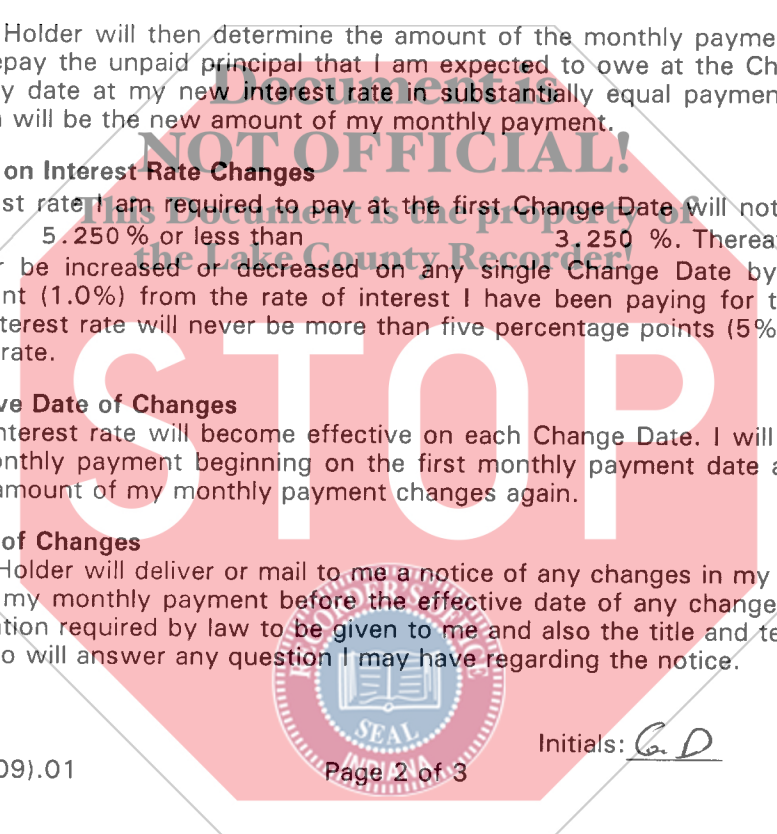 Holder will then determine the amount of the monthly payme
epay the unpaid principal that I am expected to owe at the Ch
y date at my new interest rate in substantially equal paymen
will be the new amount of my monthly payment.
Document is
NOT OFFICIAL!
This Document is the property of
the Lake County Recorder!
on Interest Rate Changes
st rate I am required to pay at the first Change Date will not
5.250 % or less than 3.250 %. Therea
be increased or decreased on any single Change Date by
nt (1.0%) from the rate of interest I have been paying for t
terest rate will never be more than five percentage points (5%
rate.
STOP
ve Date of Changes
nterest rate will become effective on each Change Date. I will
onthly payment beginning on the first monthly payment date a
amount of my monthly payment changes again.
of Changes
Holder will deliver or mail to me a notice of any changes in my
my monthly payment before the effective date of any change
tion required by law to be given to me and also the title and te
o will answer any question I may have regarding the notice.
RECORDER'S OFFICE
SEAL
INDIANA
Initials:
09).01
Page 2 of 3